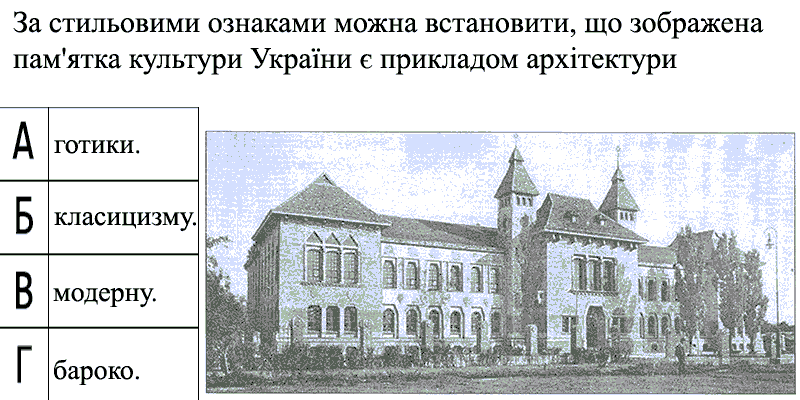 За стильовими ознаками можна встановити, що зображена
пам'ятка культури України є прикладом архітектури
А готики.
Б класицизму.
В модерну.
Г бароко.